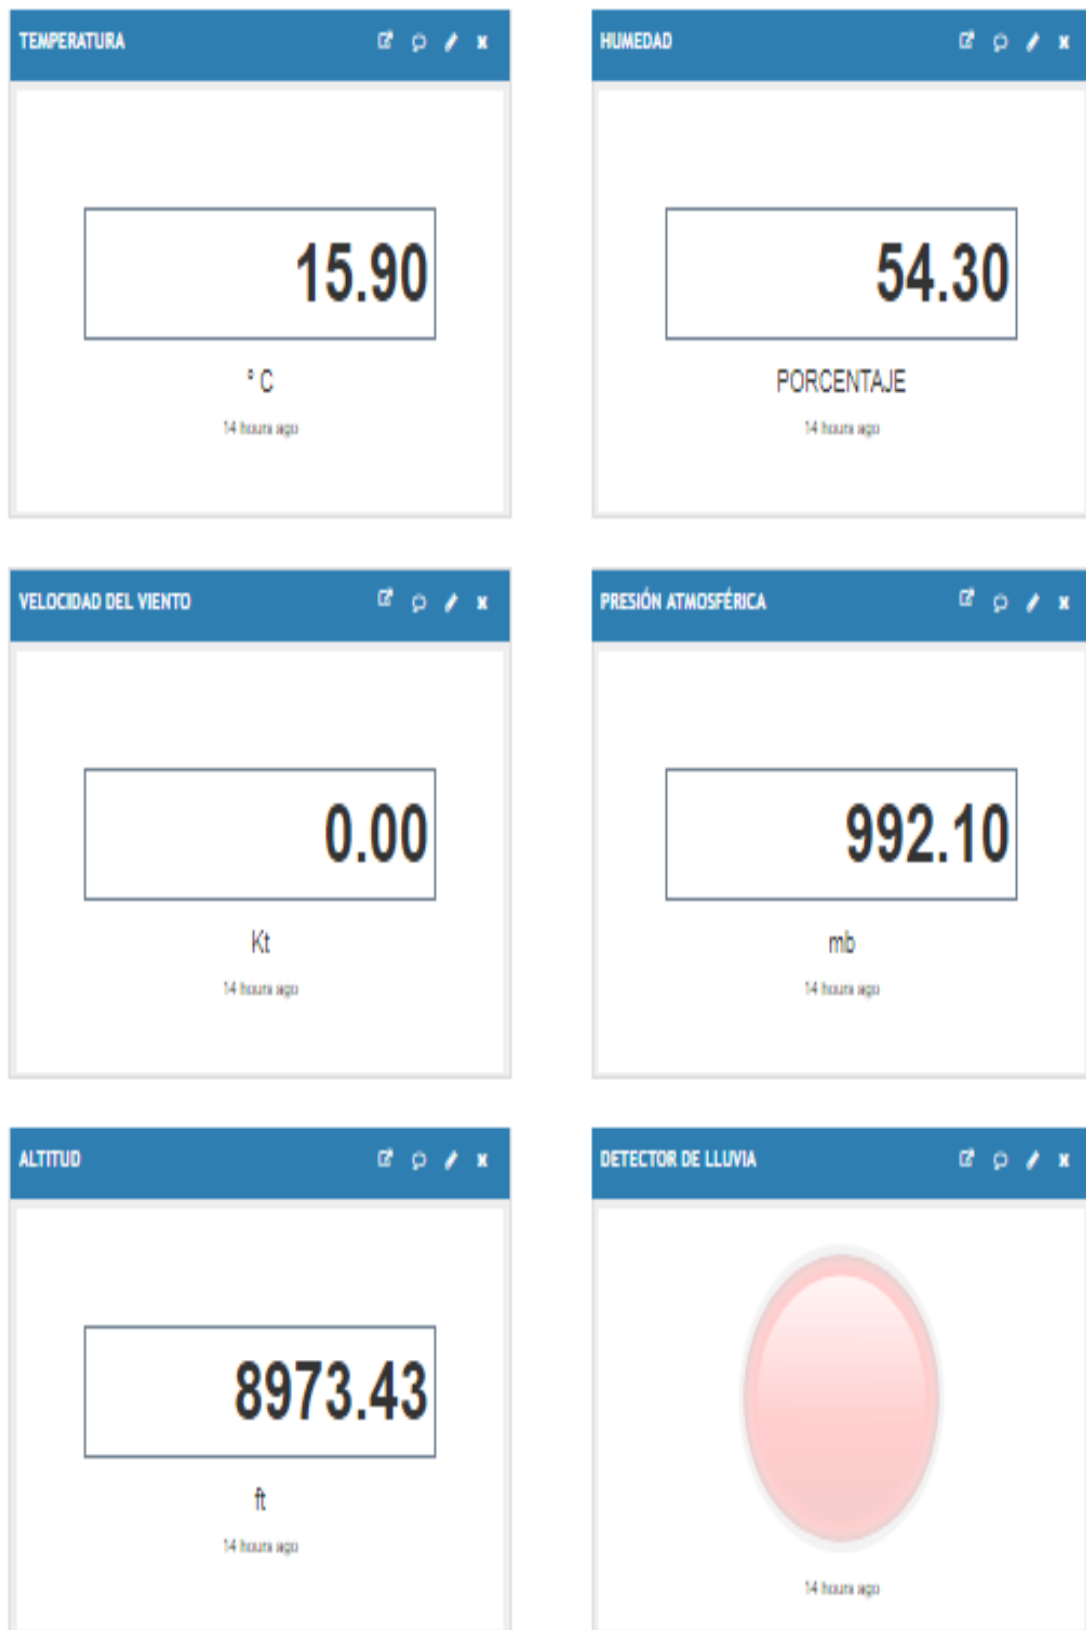 TEMPERATURA
15.90
° C
14 hours ago
HUMEDAD
54.30
PORCENTAJE
14 hours ago
VELOCIDAD DEL VIENTO
0.00
Kt
14 hours ago
PRESIÓN ATMOSFÉRICA
992.10
mb
14 hours ago
ALTITUD
8973.43
ft
14 hours ago
DETECTOR DE LLUVIA
14 hours ago